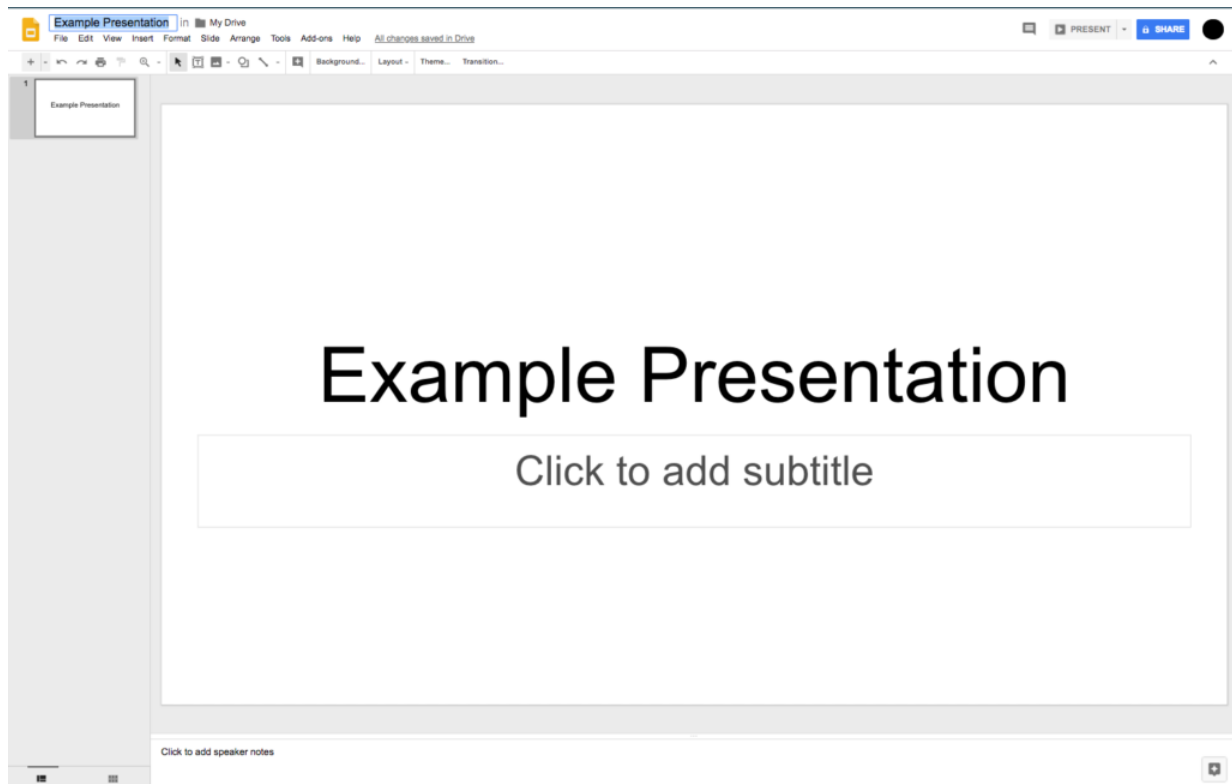 Example Presentation in My Drive
PRESENT SHARE
File Edit View Insert Format Slide Arrange Tools Add-ons Help All changes saved in Drive
Background... Layout Theme... Transition...
1
Example Presentation
Example Presentation
Click to add subtitle
Click to add speaker notes